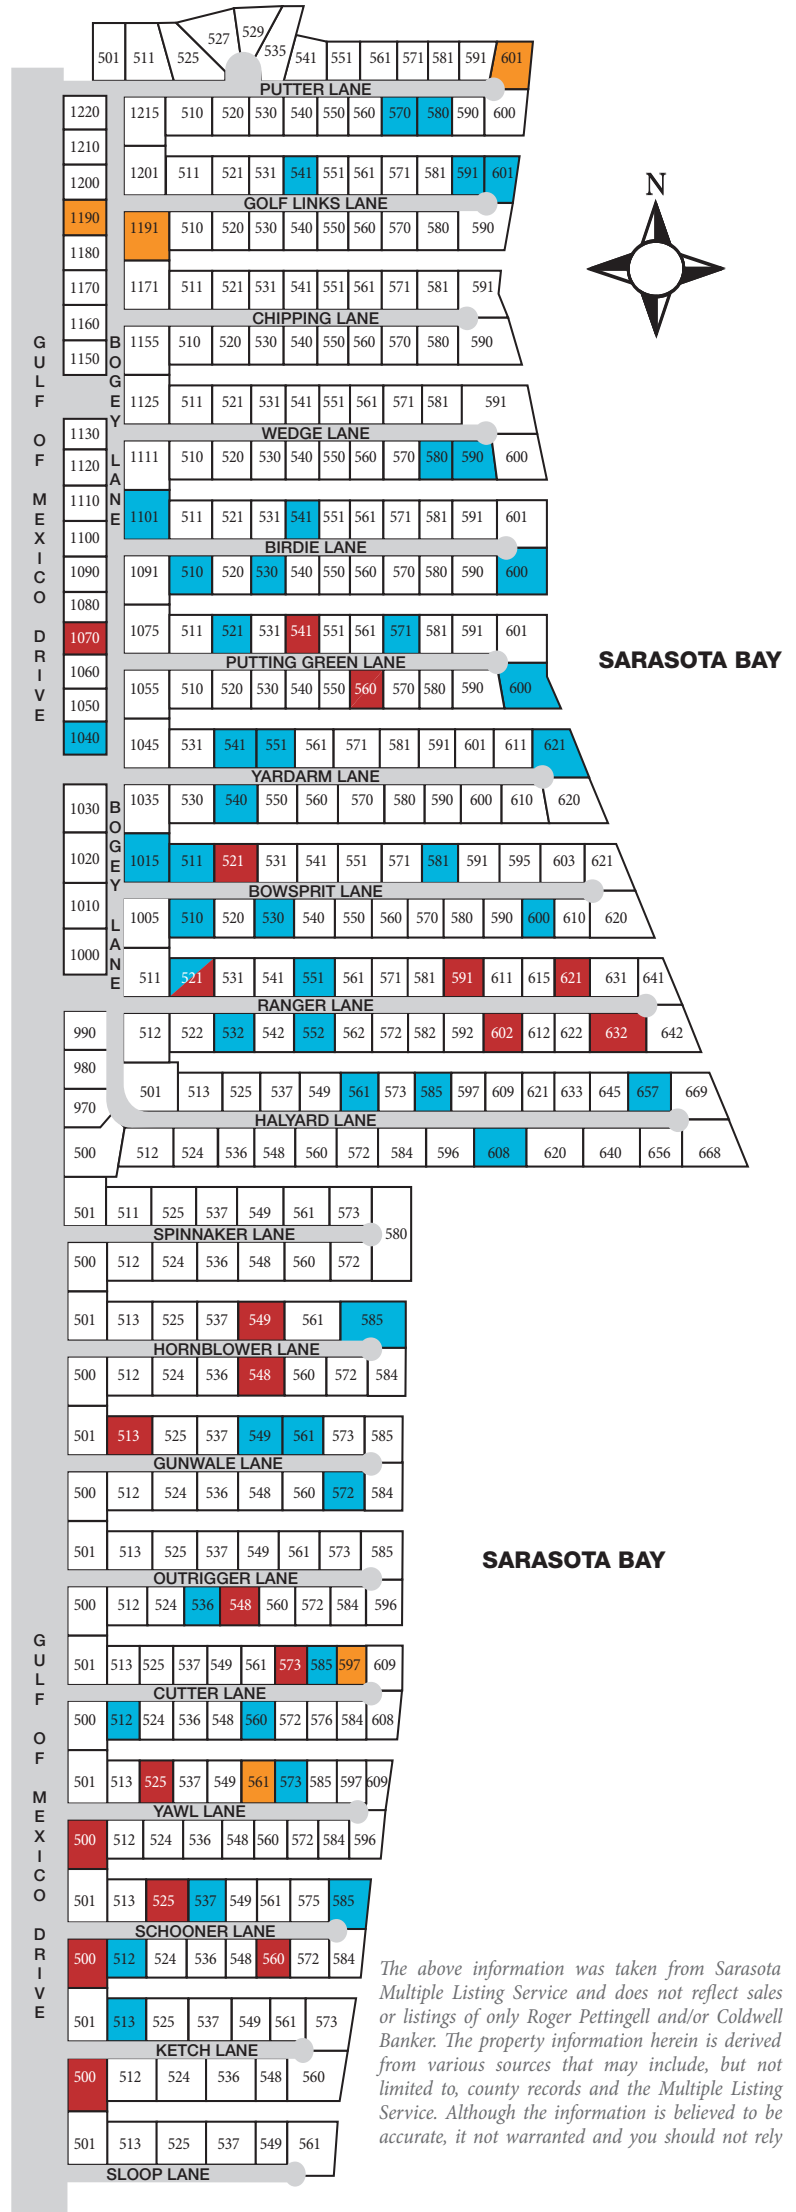 501 511 525 527 529 535 541 551 561 571 581 591 601
PUTTER LANE
1220 1215 510 520 530 540 550 560 570 580 590 600
1210
1200 1201 511 521 531 541 551 561 571 581 591 601
GOLF LINKS LANE
1190 1191 510 520 530 540 550 560 570 580 590
1180
1170 1171 511 521 531 541 551 561 571 581 591
CHIPPING LANE
1160
1150 1155 510 520 530 540 550 560 570 580 590
1125 511 521 531 541 551 561 571 581 591
WEDGE LANE
1130
1120 1111 510 520 530 540 550 560 570 580 590 600
1110
1100 1101 511 521 531 541 551 561 571 581 591 601
BIRDIE LANE
1090 1091 510 520 530 540 550 560 570 580 590 600
1080
1070 1075 511 521 531 541 551 561 571 581 591 601
PUTTING GREEN LANE
1060
1050 1055 510 520 530 540 550 560 570 580 590 600
1040 1045 531 541 551 561 571 581 591 601 611 621
YARDARM LANE
1030 1035 530 540 550 560 570 580 590 600 610 620
1020 1015 511 521 531 541 551 571 581 591 595 603 621
BOWSPRIT LANE
1010 1005 510 520 530 540 550 560 570 580 590 600 610 620
1000 511 521 531 541 551 561 571 581 591 611 615 621 631 641
RANGER LANE
990 512 522 532 542 552 562 572 582 592 602 612 622 632 642
980
970 501 513 525 537 549 561 573 585 597 609 621 633 645 657 669
HALYARD LANE
500 512 524 536 548 560 572 584 596 608 620 640 656 668
GULF OF MEXICO DRIVE
BOGEY LANE
BOGEY LANE
N
SARASOTA BAY
501 511 525 537 549 561 573 580
SPINNAKER LANE
500 512 524 536 548 560 572
501 513 525 537 549 561 585
HORNBLOWER LANE
500 512 524 536 548 560 572 584
501 513 525 537 549 561 573 585
GUNWALE LANE
500 512 524 536 548 560 572 584
501 513 525 537 549 561 573 585
OUTRIGGER LANE
500 512 524 536 548 560 572 584 596
501 513 525 537 549 561 573 585 597 609
CUTTER LANE
500 512 524 536 548 560 572 576 584 608
501 513 525 537 549 561 573 585 597 609
YAWL LANE
500 512 524 536 548 560 572 584 596
501 513 525 537 549 561 575 585
SCHOONER LANE
500 512 524 536 548 560 572 584
501 513 525 537 549 561 573
KETCH LANE
500 512 524 536 548 560
501 513 525 537 549 561
SLOOP LANE
GULF OF MEXICO DRIVE
SARASOTA BAY
The above information was taken from Sarasota
Multiple Listing Service and does not reflect sales
or listings of only Roger Pettingell and/or Coldwell
Banker. The property information herein is derived
from various sources that may include, but not
limited to, county records and the Multiple Listing
Service. Although the information is believed to be
accurate, it not warranted and you should not rely